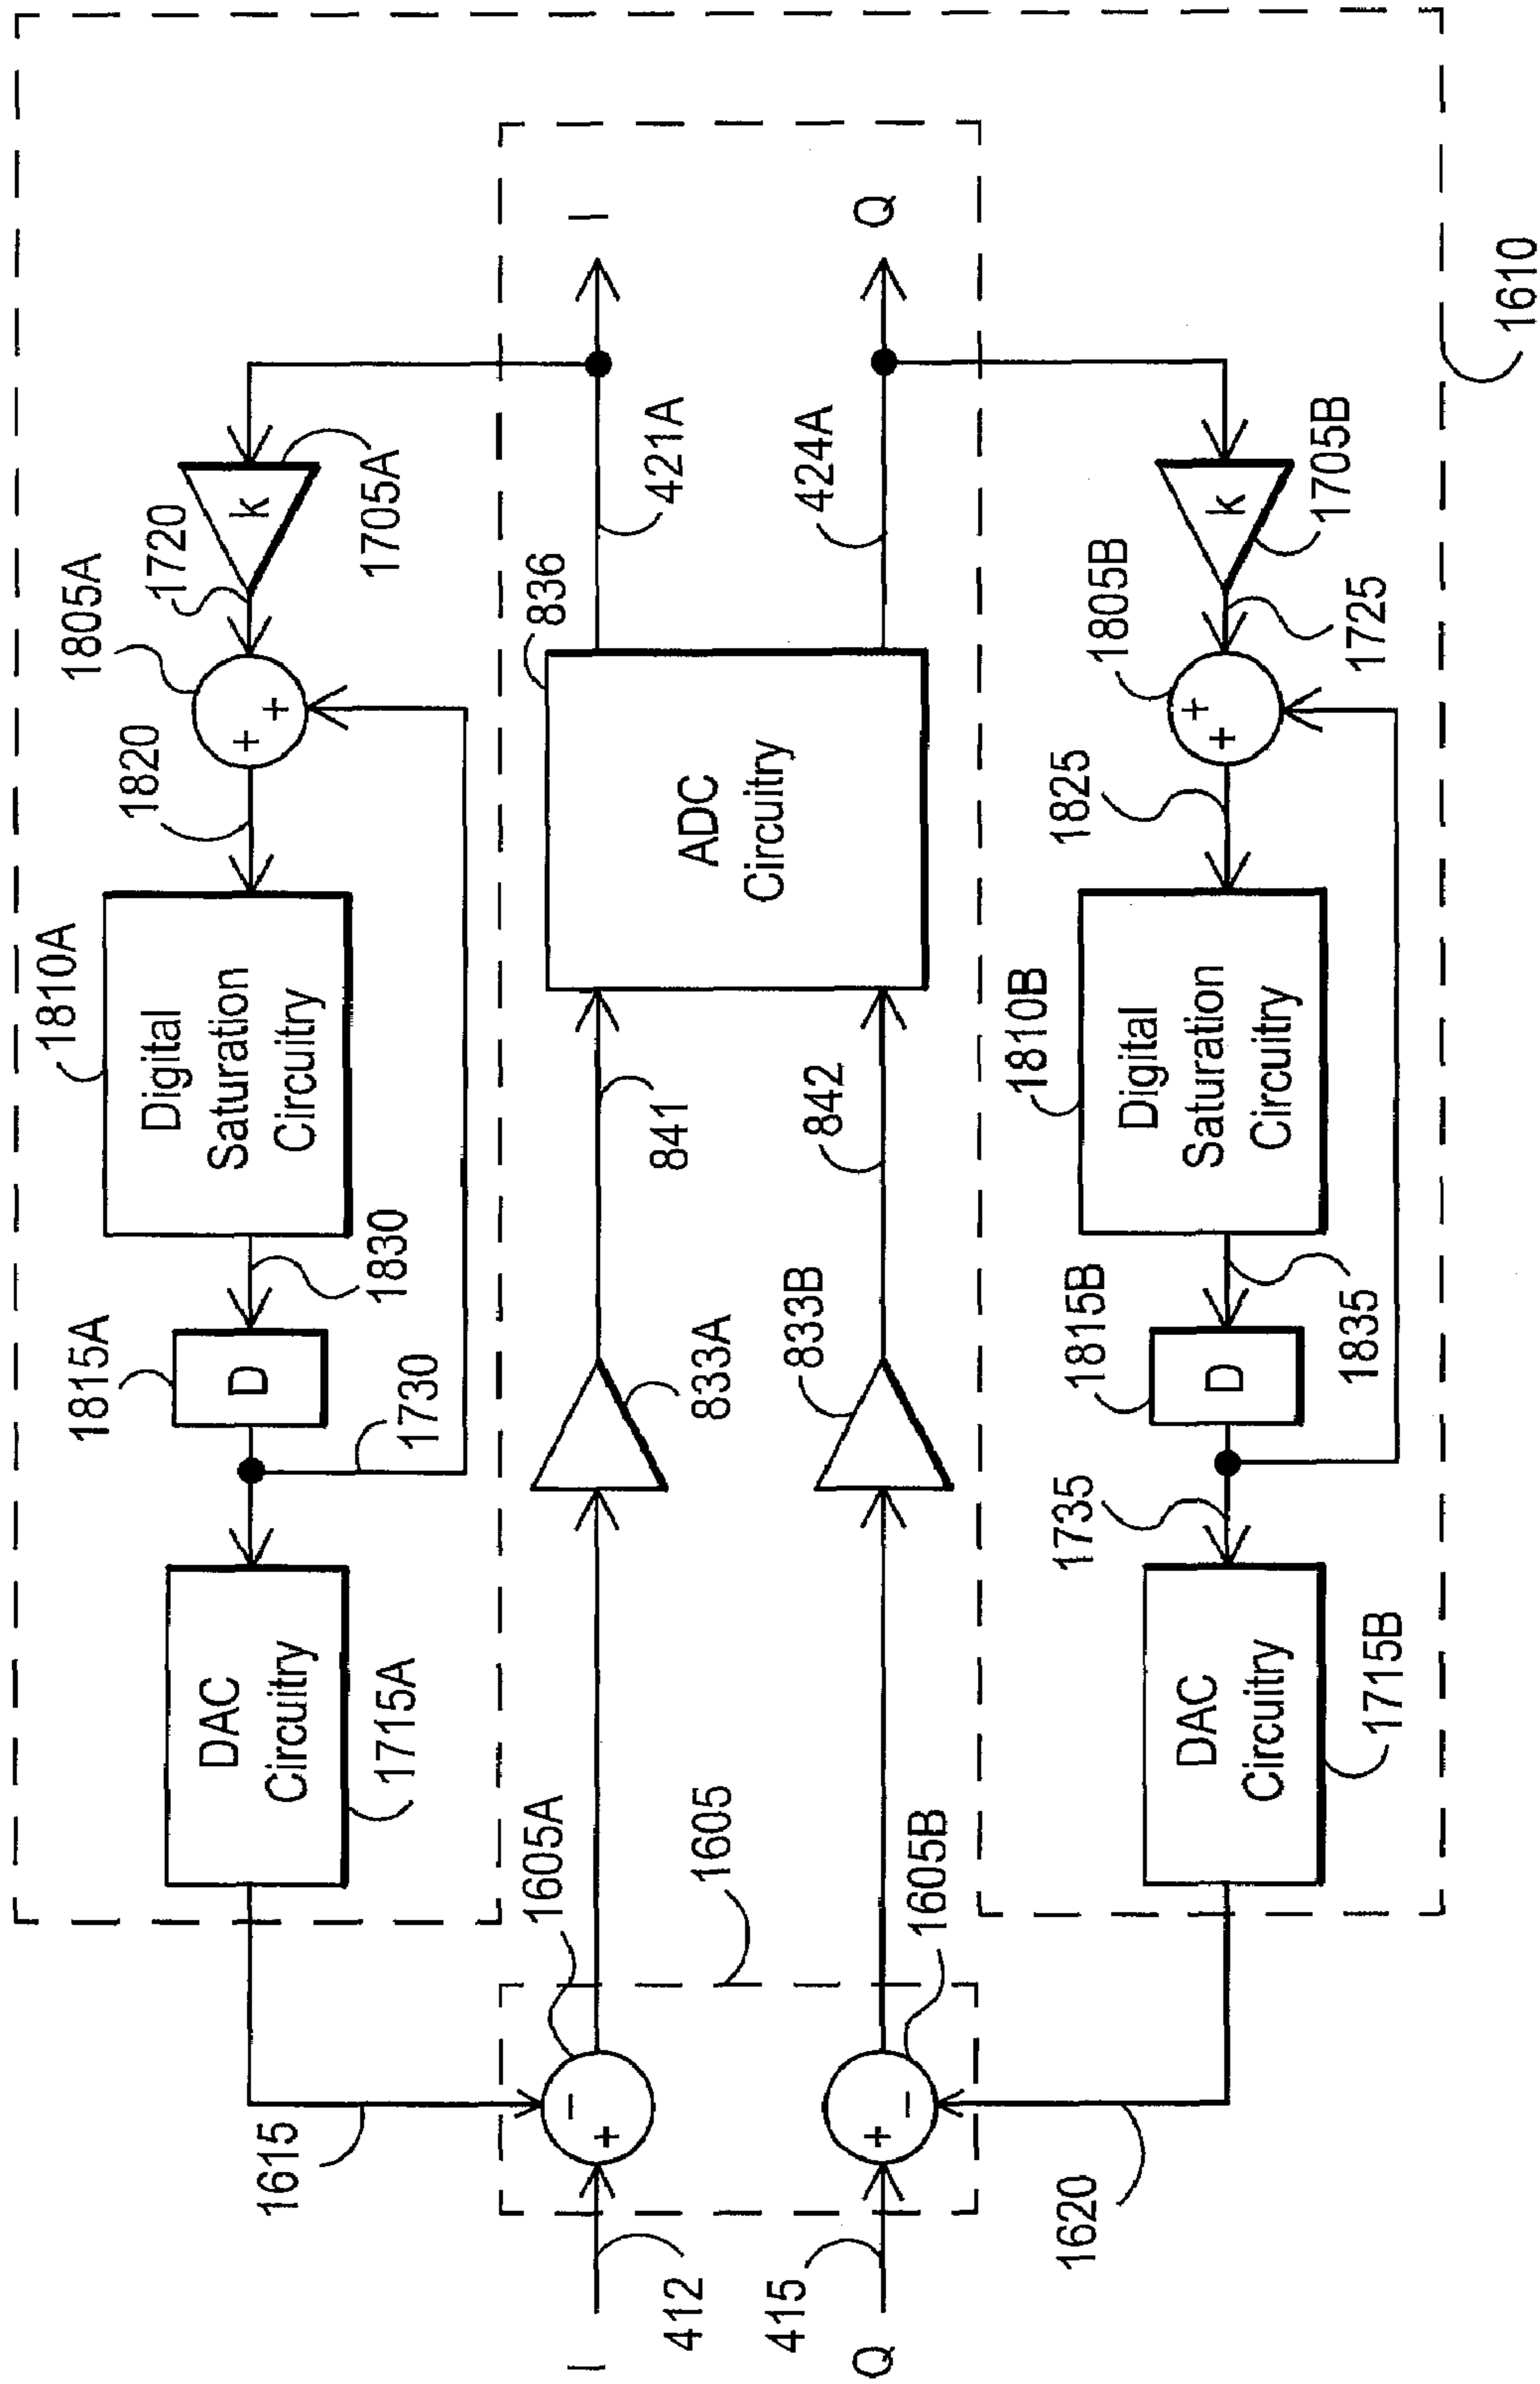 1610
1815A
1810A
1805A
1720
DAC
Circuitry
D
Digital
Saturation
Circuitry
+
+
k
1820
1715A
1730
1830
1705A
1615
1605A
836
I
412
−
+
833A
841
421A
I
1605
ADC
Circuitry
415
Q
+
−
833B
842
424A
Q
1605B
1620
1735
1815B
1810B
1825
1805B
DAC
Circuitry
D
Digital
Saturation
Circuitry
+
+
k
1715B
1835
1725
1705B